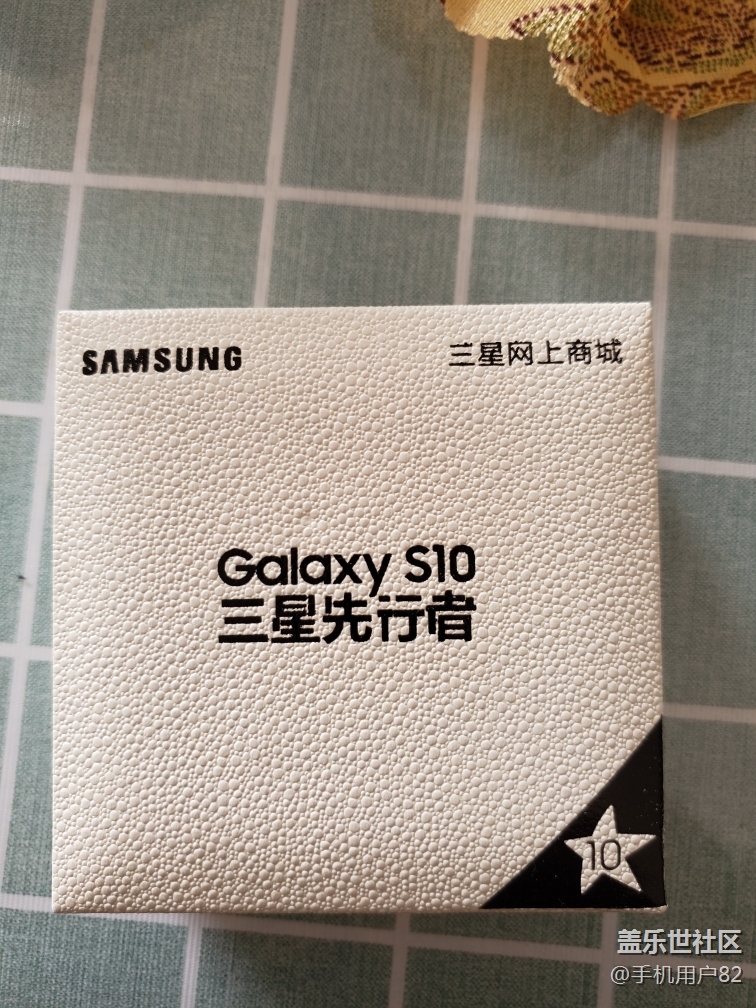 SAMSUNG
三星网上商城
Galaxy S10
三星先行者
10
盖乐世社区
@手机用户82